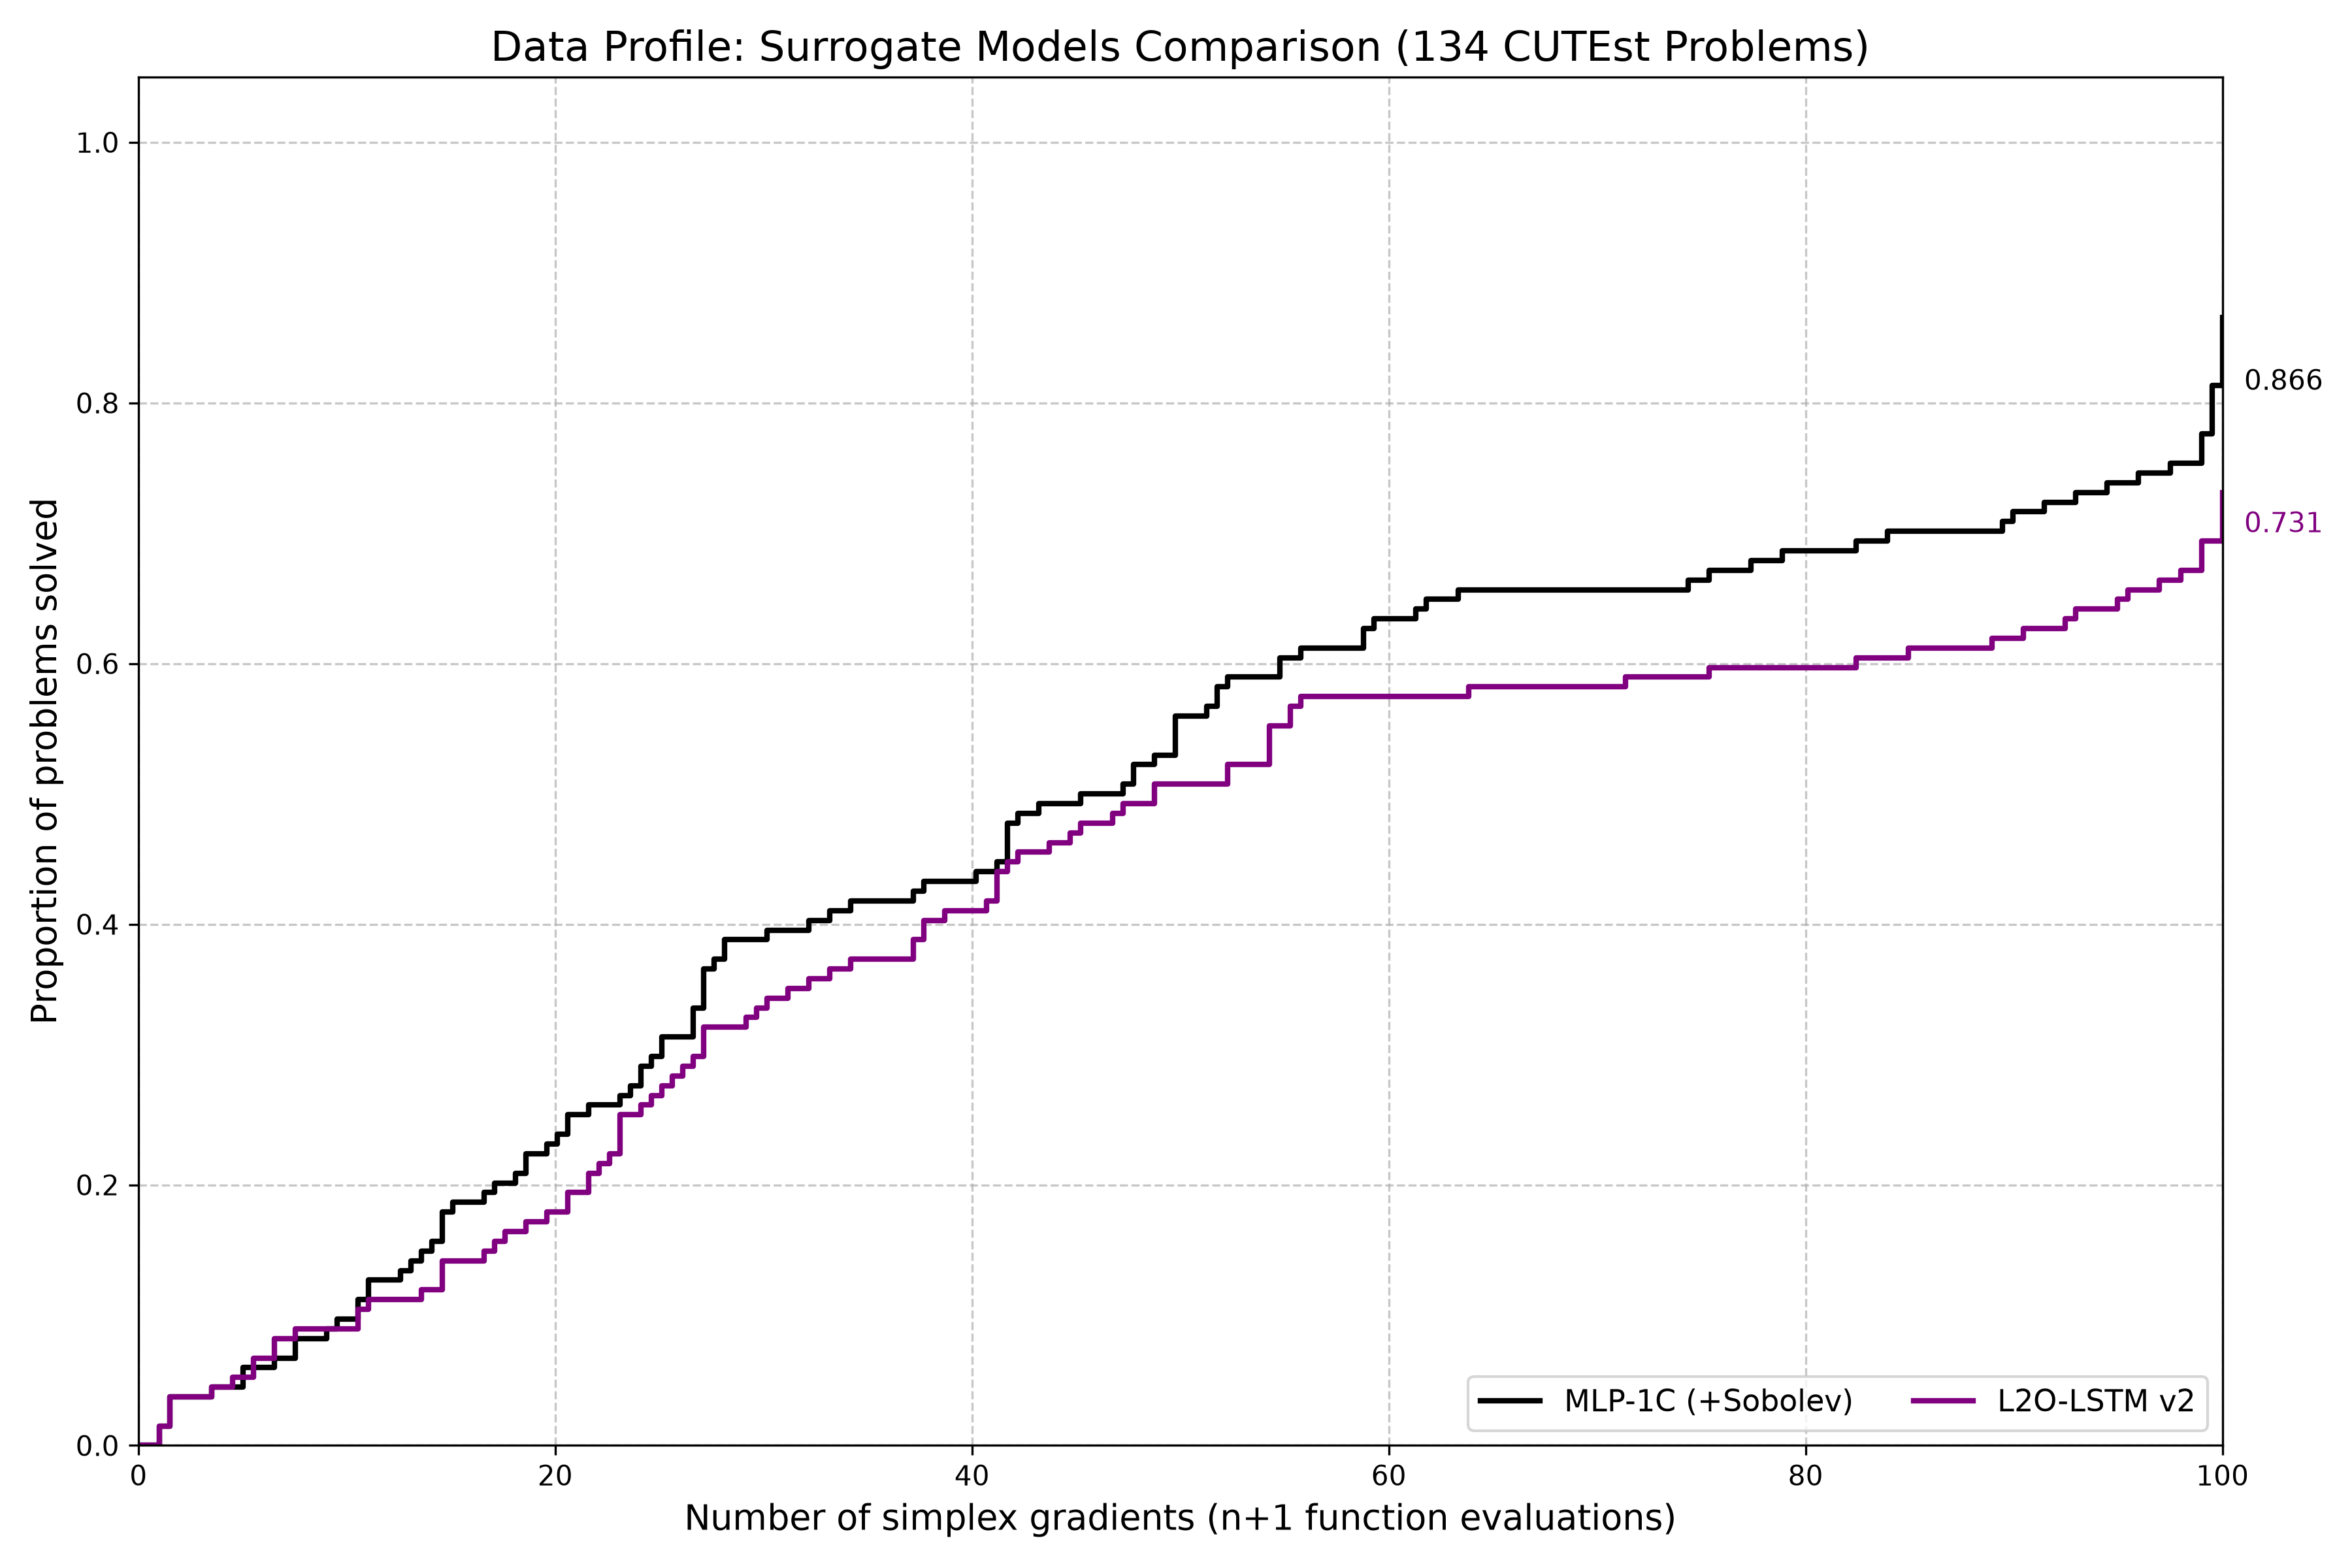 Data Profile: Surrogate Models Comparison (134 CUTEst Problems)
Proportion of problems solved
1.0
0.8
0.6
0.4
0.2
0.0
0.866
0.731
MLP-1C (+Sobolev)
L2O-LSTM v2
0 20 40 60 80 100
Number of simplex gradients (n+1 function evaluations)